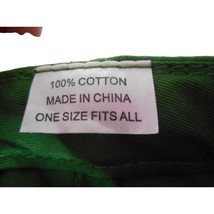 100% COTTON
MADE IN CHINA
ONE SIZE FITS ALL